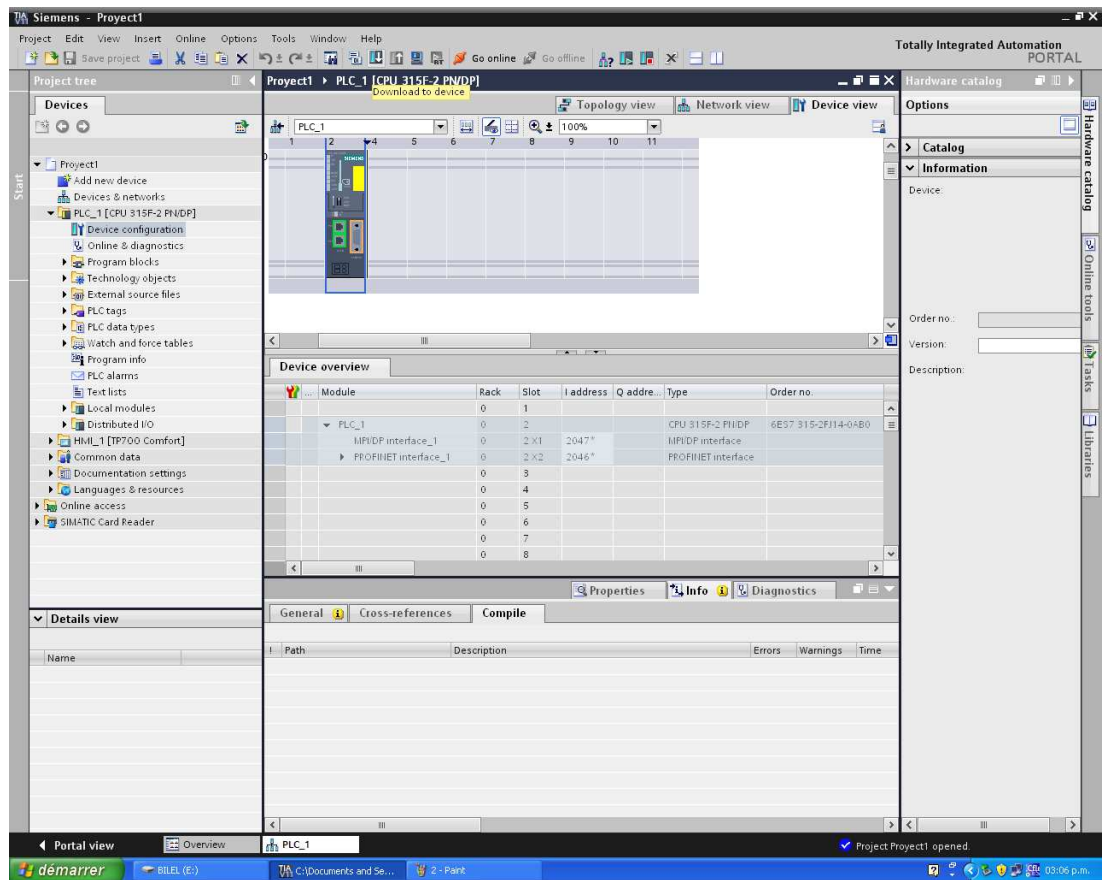 Siemens - Proyect1
Project Edit View Insert Online Options Tools Window Help
Save project
Go online
Go offline
Totally Integrated Automation
PORTAL
Project tree
Devices
Proyect1
Add new device
Devices & networks
PLC_1 [CPU 315F-2 PN/DP]
Device configuration
Online & diagnostics
Program blocks
Technology objects
External source files
PLC tags
PLC data types
Watch and force tables
Program info
PLC alarms
Text lists
Local modules
Distributed I/O
HMI_1 [TP700 Comfort]
Common data
Documentation settings
Languages & resources
Online access
SIMATIC Card Reader
Details view
Name
Start
Proyect1 PLC_1 [CPU 315F-2 PN/DP]
Download to device
Topology view
Network view
Device view
PLC_1
100%
1 2 4 5 6 7 8 9 10 11
SIEMENS
Device overview
... Module Rack Slot I address Q addre... Type Order no.
0 1
PLC_1 0 2 CPU 315F-2 PN/DP 6ES7 315-2FJ14-0AB0
MPI/DP interface_1 0 2 X1 2047* MPI/DP interface
PROFINET interface_1 0 2 X2 2046* PROFINET interface
0 3
0 4
0 5
0 6
0 7
0 8
Properties
Info
Diagnostics
General
Cross-references
Compile
! Path Description Errors Warnings Time
Hardware catalog
Options
Catalog
Information
Device:
Order no.:
Version:
Description:
Hardware catalog
Online tools
Tasks
Libraries
Portal view
Overview
PLC_1
Project Proyect1 opened.
démarrer
BILEL (E:)
C:\Documents and Se...
2 - Paint
03:06 p.m.